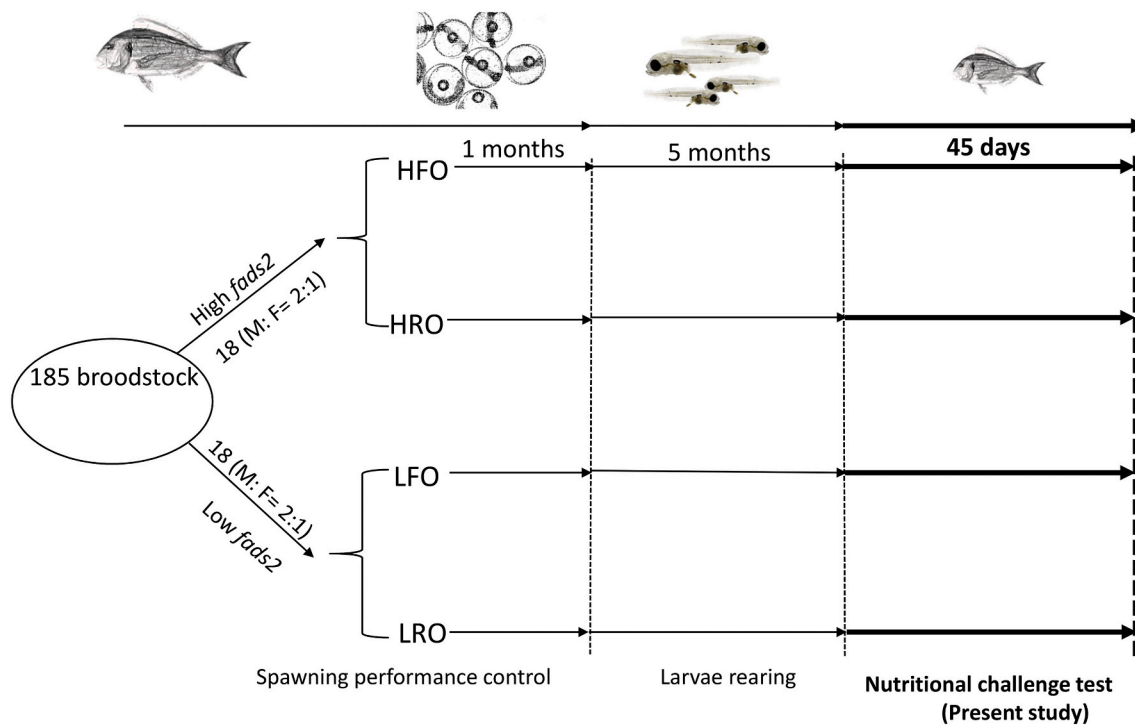 1 months
5 months
45 days
HFO
High fads2
18 (M: F= 2:1)
HRO
185 broodstock
18 (M: F= 2:1)
Low fads2
LFO
LRO
Spawning performance control
Larvae rearing
Nutritional challenge test
(Present study)